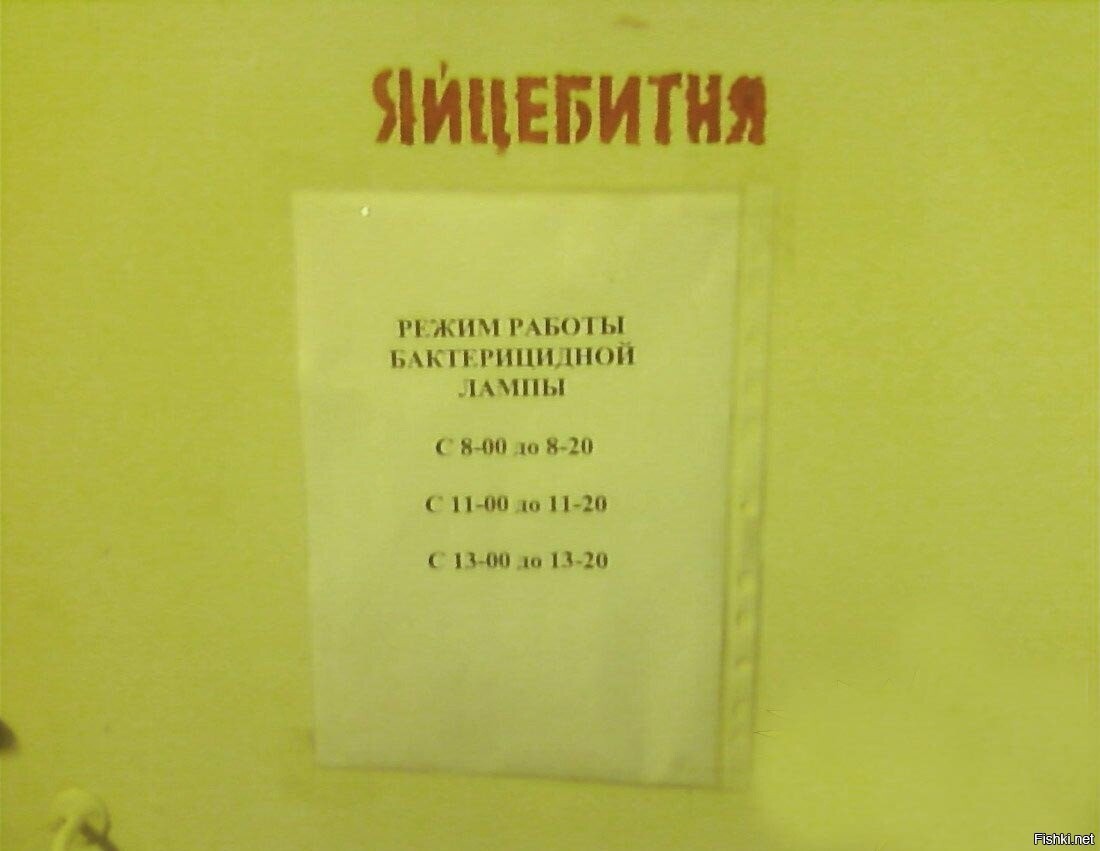 ЯЙЦЕБИТНЯ
РЕЖИМ РАБОТЫ
БАКТЕРИЦИДНОЙ
ЛАМПЫ
С 8-00 до 8-20
С 11-00 до 11-20
С 13-00 до 13-20
Fishki.net